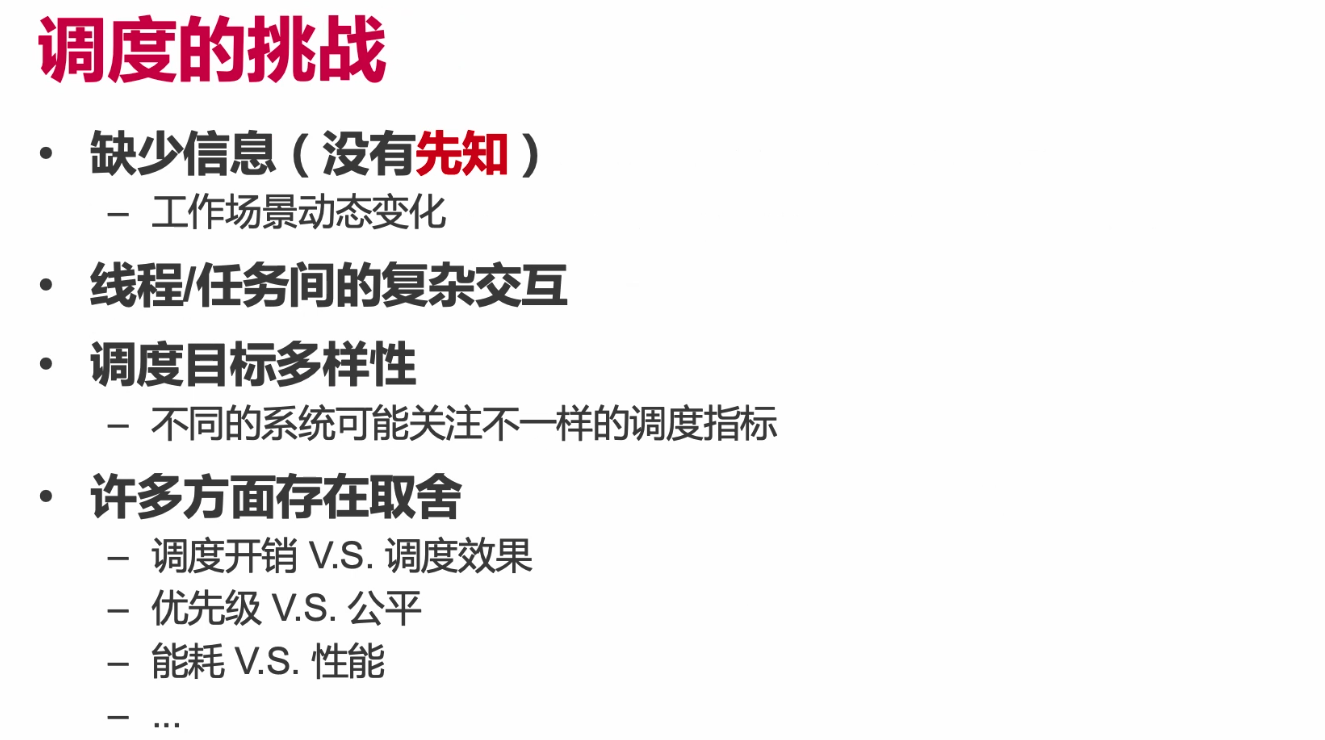 调度的挑战
• 缺少信息（没有先知）
– 工作场景动态变化
• 线程/任务间的复杂交互
• 调度目标多样性
– 不同的系统可能关注不一样的调度指标
• 许多方面存在取舍
– 调度开销 V.S. 调度效果
– 优先级 V.S. 公平
– 能耗 V.S. 性能
– ...